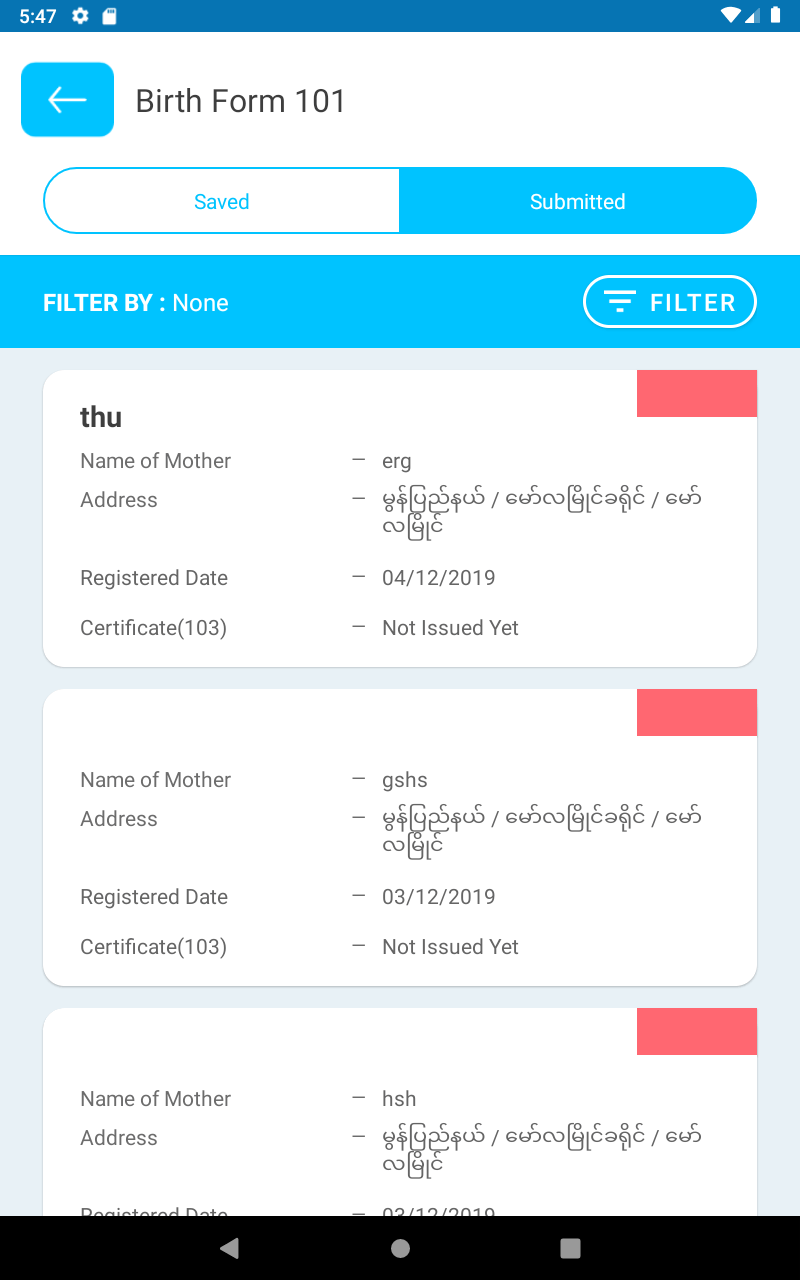 5:47
Birth Form 101
Saved
Submitted
FILTER BY : None
FILTER
thu
Name of Mother – erg
Address – မွန်ပြည်နယ် / မော်လမြိုင်ခရိုင် / မော်
လမြိုင်
Registered Date – 04/12/2019
Certificate(103) – Not Issued Yet
Name of Mother – gshs
Address – မွန်ပြည်နယ် / မော်လမြိုင်ခရိုင် / မော်
လမြိုင်
Registered Date – 03/12/2019
Certificate(103) – Not Issued Yet
Name of Mother – hsh
Address – မွန်ပြည်နယ် / မော်လမြိုင်ခရိုင် / မော်
လမြိုင်
Registered Date – 03/12/2019